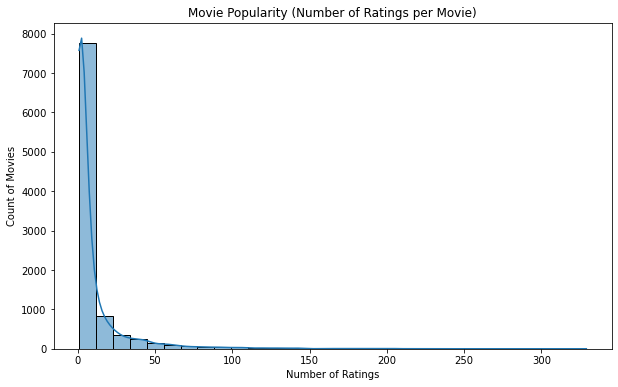 Movie Popularity (Number of Ratings per Movie)
8000
7000
6000
5000
4000
3000
2000
1000
0
Count of Movies
0 50 100 150 200 250 300
Number of Ratings